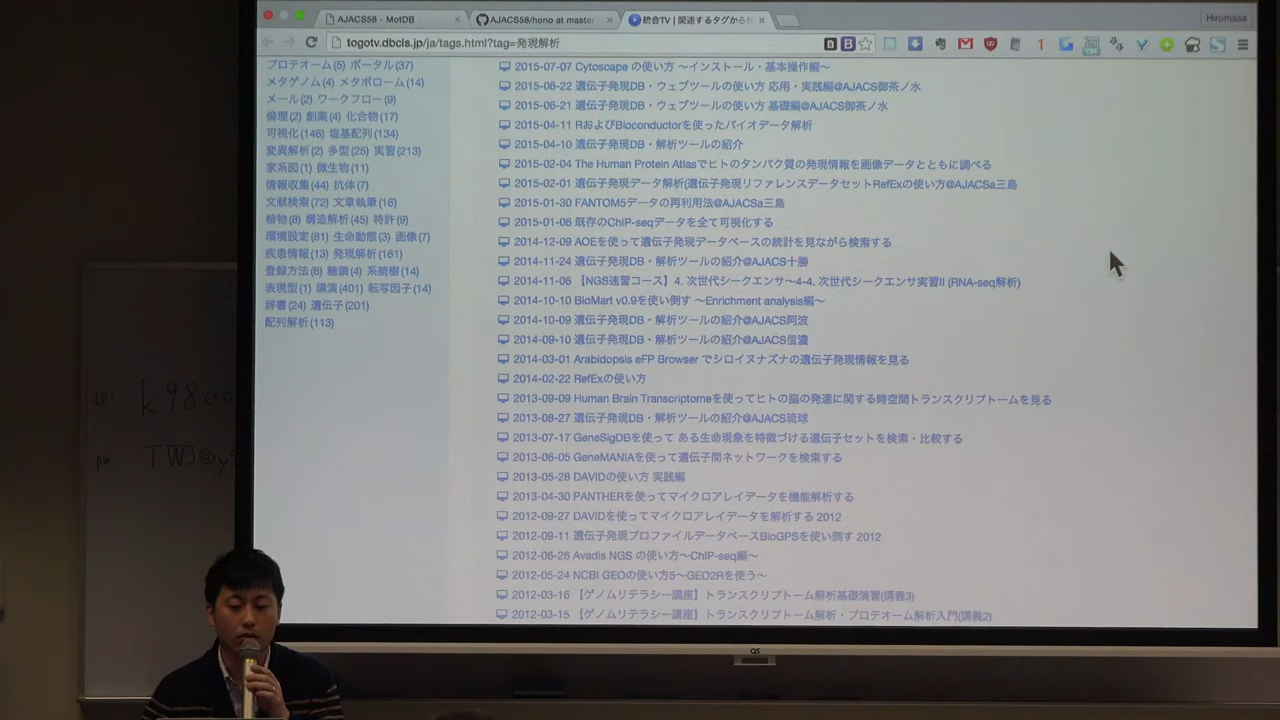 AJACS58 - MotDB
AJACS58/hono at master
統合TV | 関連するタグから
Hiromasa
togotv.dbcls.jp/ja/tags.html?tag=発現解析
プロテオーム(5) ポータル(37)
メタゲノム(4) メタボローム(14)
メール(2) ワークフロー(9)
倫理(2) 創薬(4) 化合物(17)
可視化(146) 塩基配列(134)
変異解析(2) 多型(25) 実習(213)
家系図(1) 微生物(11)
情報収集(44) 抗体(7)
文献検索(72) 文章執筆(16)
植物(8) 構造解析(45) 特許(9)
環境設定(81) 生命動態(3) 画像(7)
疾患情報(13) 発現解析(161)
登録方法(6) 糖鎖(4) 系統樹(14)
表現型(1) 講演(401) 転写因子(14)
辞書(24) 遺伝子(201)
配列解析(113)
2015-07-07 Cytoscape の使い方 〜インストール・基本操作編〜
2015-06-22 遺伝子発現DB・ウェブツールの使い方 応用・実践編@AJACS御茶ノ水
2015-06-21 遺伝子発現DB・ウェブツールの使い方 基礎編@AJACS御茶ノ水
2015-04-11 RおよびBioconductorを使ったバイオデータ解析
2015-04-10 遺伝子発現DB・解析ツールの紹介
2015-02-04 The Human Protein Atlasでヒトのタンパク質の発現情報を画像データとともに調べる
2015-02-01 遺伝子発現データ解析(遺伝子発現リファレンスデータセットRefExの使い方@AJACSa三島
2015-01-30 FANTOM5データの再利用法@AJACSa三島
2015-01-06 既存のChIP-seqデータを全て可視化する
2014-12-09 AOEを使って遺伝子発現データベースの統計を見ながら検索する
2014-11-24 遺伝子発現DB・解析ツールの紹介@AJACS十勝
2014-11-06 【NGS速習コース】4. 次世代シークエンサ〜4-4. 次世代シークエンサ実習II (RNA-seq解析)
2014-10-10 BioMart v0.9を使い倒す 〜Enrichment analysis編〜
2014-10-09 遺伝子発現DB・解析ツールの紹介@AJACS阿波
2014-09-10 遺伝子発現DB・解析ツールの紹介@AJACS信濃
2014-03-01 Arabidopsis eFP Browser でシロイヌナズナの遺伝子発現情報を見る
2014-02-22 RefExの使い方
2013-09-09 Human Brain Transcriptomeを使ってヒトの脳の発達に関する時空間トランスクリプトームを見る
2013-08-27 遺伝子発現DB・解析ツールの紹介@AJACS琉球
2013-07-17 GeneSigDBを使って ある生命現象を特徴づける遺伝子セットを検索・比較する
2013-06-05 GeneMANIAを使って遺伝子間ネットワークを検索する
2013-05-28 DAVIDの使い方 実践編
2013-04-30 PANTHERを使ってマイクロアレイデータを機能解析する
2012-09-27 DAVIDを使ってマイクロアレイデータを解析する 2012
2012-09-11 遺伝子発現プロファイルデータベースBioGPSを使い倒す 2012
2012-06-26 Avadis NGS の使い方〜ChIP-seq編〜
2012-05-24 NCBI GEOの使い方5〜GEO2Rを使う〜
2012-03-16 【ゲノムリテラシー講座】トランスクリプトーム解析基礎演習(講義3)
2012-03-15 【ゲノムリテラシー講座】トランスクリプトーム解析・プロテオーム解析入門(講義2)
ID: k9800
pw: TWJ@y
OS